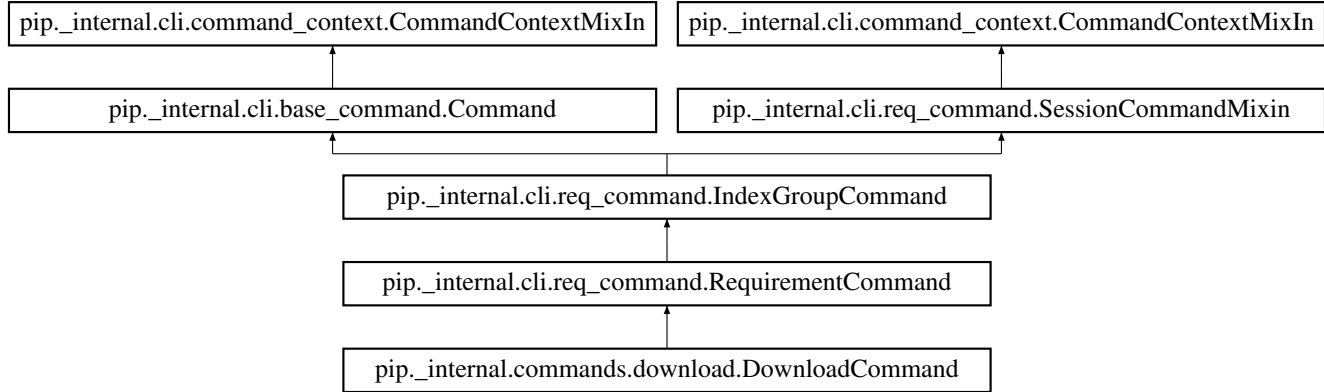 pip._internal.cli.command_context.CommandContextMixIn
pip._internal.cli.command_context.CommandContextMixIn
pip._internal.cli.base_command.Command
pip._internal.cli.req_command.SessionCommandMixin
pip._internal.cli.req_command.IndexGroupCommand
pip._internal.cli.req_command.RequirementCommand
pip._internal.commands.download.DownloadCommand